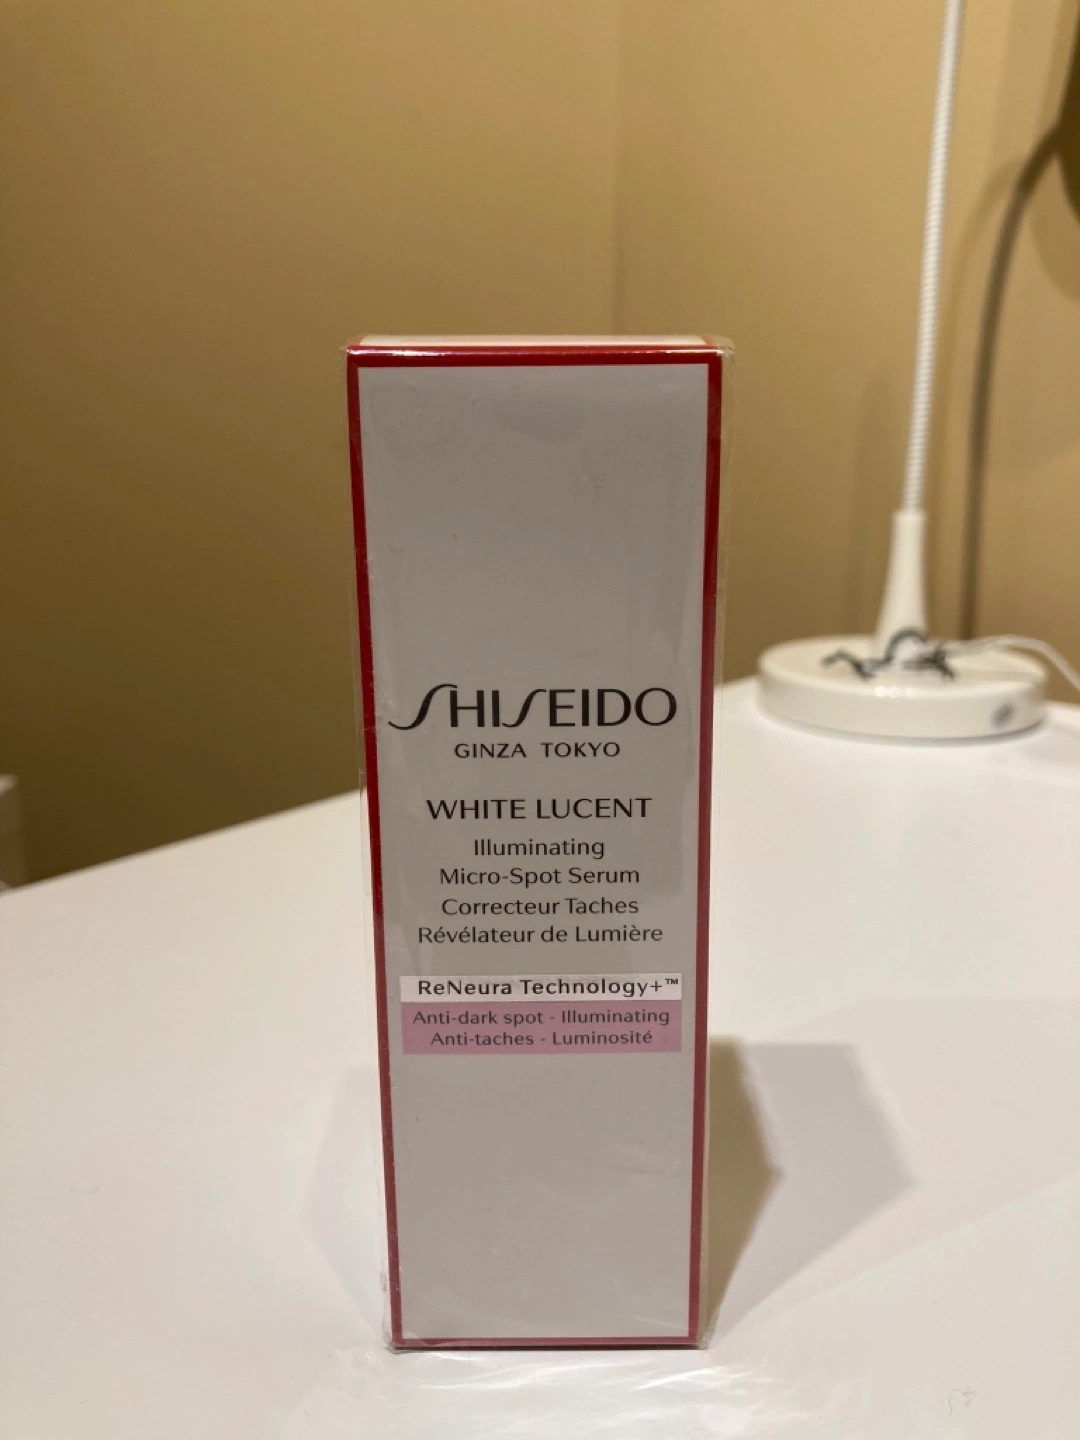 SHISEIDO
GINZA TOKYO
WHITE LUCENT
Illuminating
Micro-Spot Serum
Correcteur Taches
Révélateur de Lumière
ReNeura Technology+™
Anti-dark spot - Illuminating
Anti-taches - Luminosité